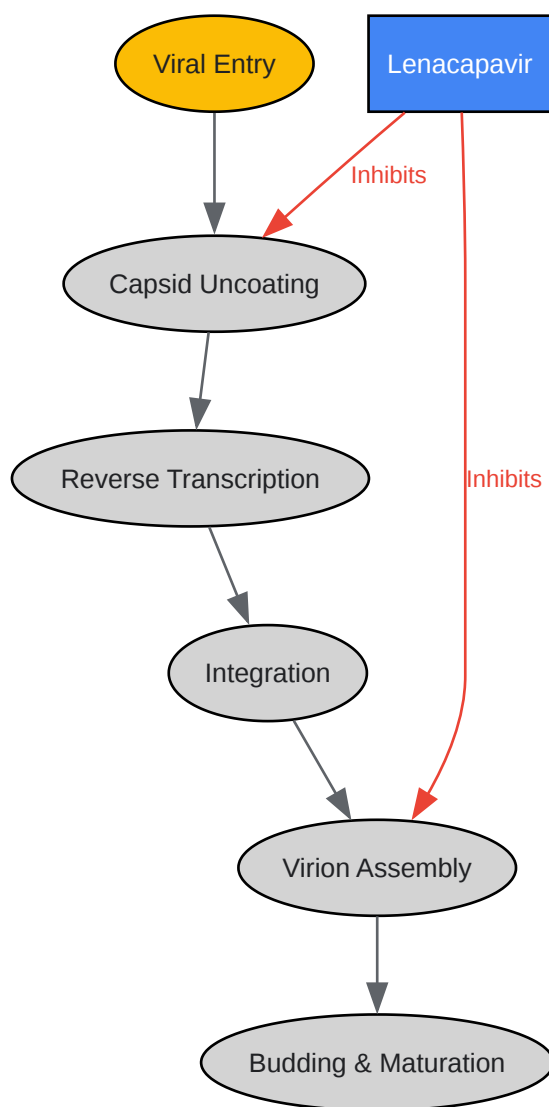 Viral Entry
Lenacapavir
Inhibits
Capsid Uncoating
Reverse Transcription
Inhibits
Integration
Virion Assembly
Budding & Maturation